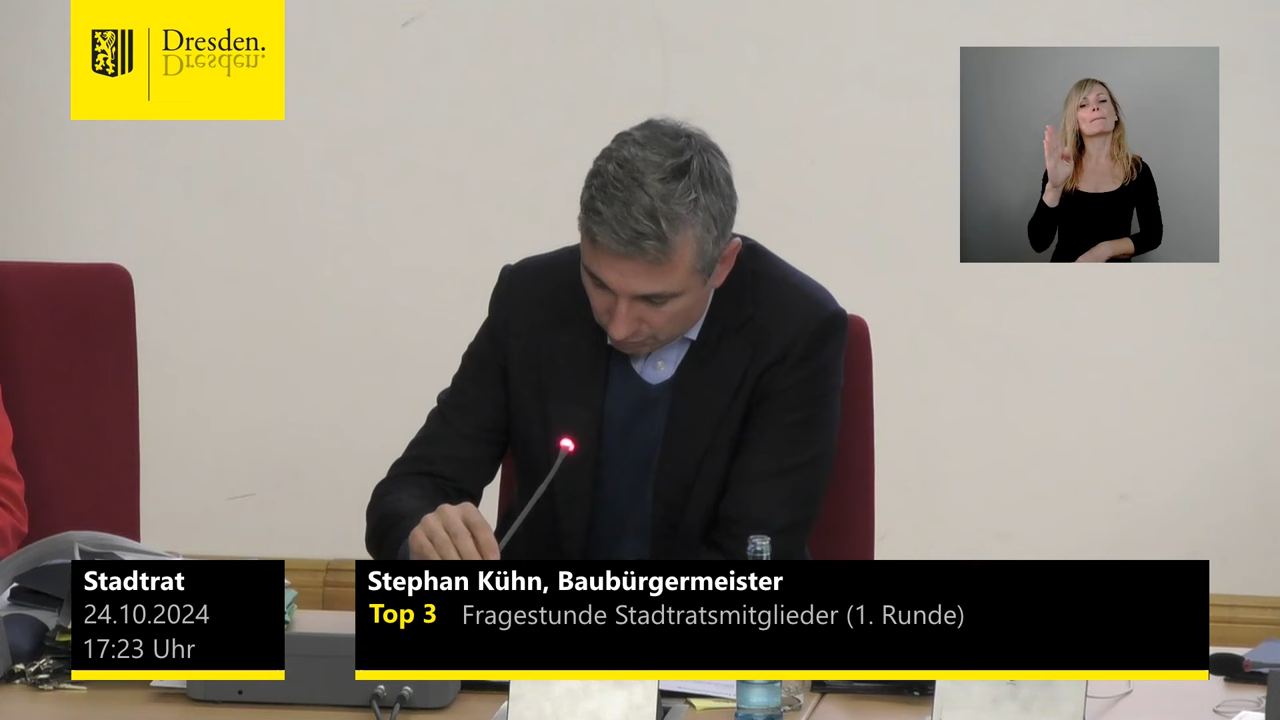 Dresden.
Dresden.
Stadtrat
24.10.2024
17:23 Uhr
Stephan Kühn, Baubürgermeister
Top 3 Fragestunde Stadtratsmitglieder (1. Runde)